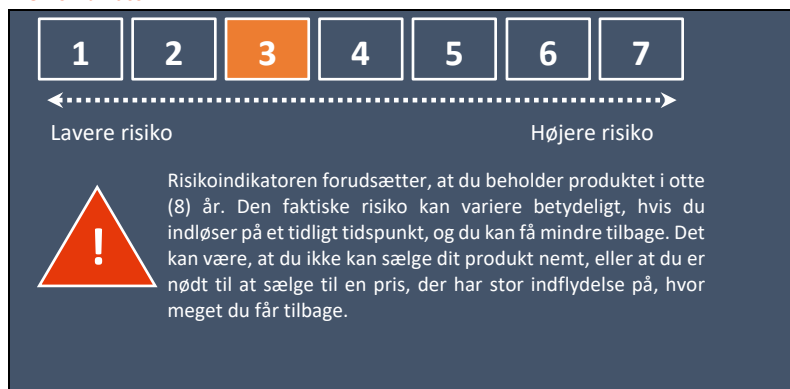 1 2 3 4 5 6 7
Lavere risiko Højere risiko
Risikoindikatoren forudsætter, at du beholder produktet i otte
(8) år. Den faktiske risiko kan variere betydeligt, hvis du
indløser på et tidligt tidspunkt, og du kan få mindre tilbage. Det
kan være, at du ikke kan sælge dit produkt nemt, eller at du er
nødt til at sælge til en pris, der har stor indflydelse på, hvor
meget du får tilbage.
!